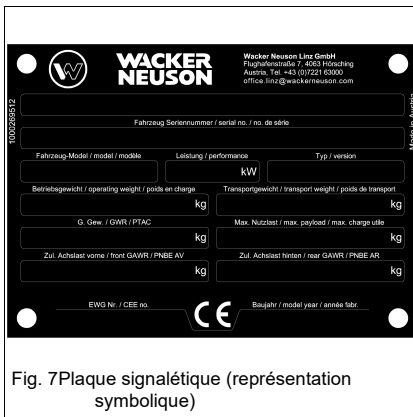 WACKER
NEUSON
Wacker Neuson Linz GmbH
Flughafenstraße 7, 4063 Hörsching
Austria, Tel. +43 (0)7221 63000
office.linz@wackerneuson.com
1000269512
Made in Austria
Fahrzeug Seriennummer / serial no. / no. de série
Fahrzeug-Model / model / modèle
Leistung / performance
Typ / version
kW
Betriebsgewicht / operating weight / poids en charge
Transportgewicht / transport weight / poids de transport
kg
kg
G. Gew. / GWR / PTAC
Max. Nutzlast / max. payload / max. charge utile
kg
kg
Zul. Achslast vorne / front GAWR / PNBE AV
Zul. Achslast hinten / rear GAWR / PNBE AR
kg
kg
EWG Nr. / CEE no.
CE
Baujahr / model year / année fabr.
Fig. 7Plaque signalétique (représentation
symbolique)